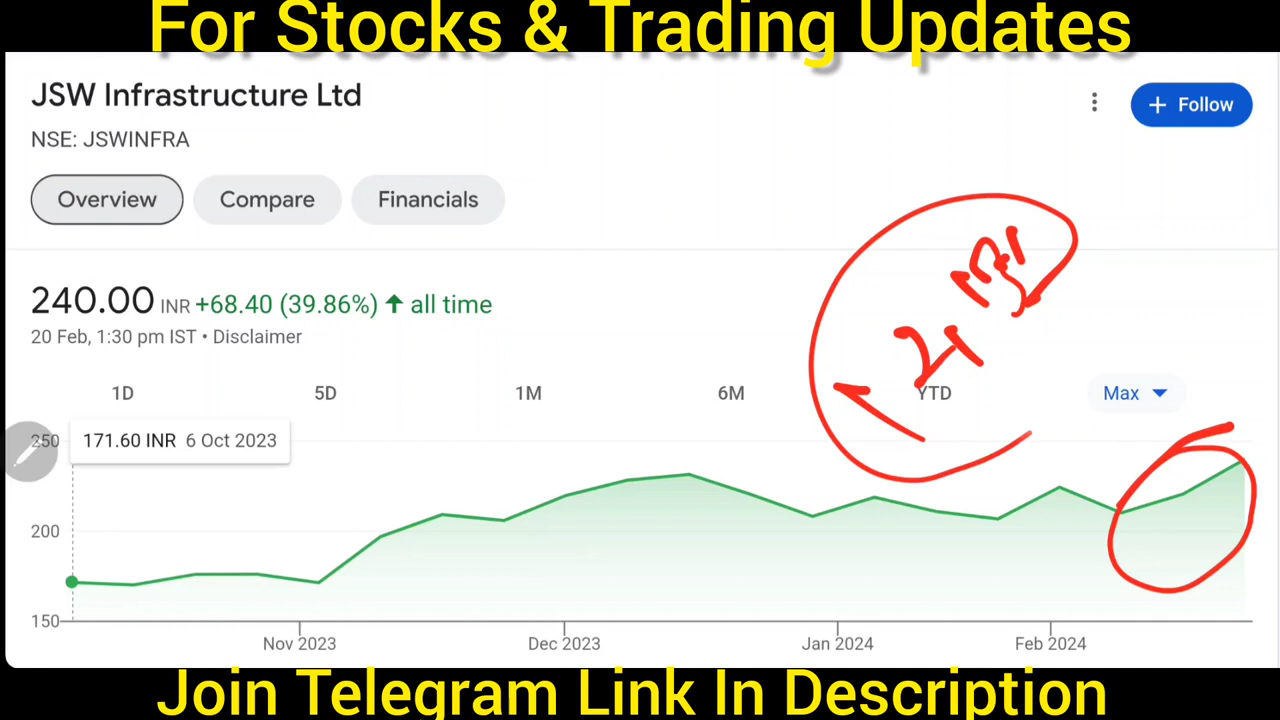 For Stocks & Trading Updates
JSW Infrastructure Ltd
+ Follow
NSE: JSWINFRA
Overview Compare Financials
240.00 INR +68.40 (39.86%) ↑ all time
20 Feb, 1:30 pm IST • Disclaimer
1D 5D 1M 6M YTD Max
171.60 INR 6 Oct 2023
250
200
150
Nov 2023 Dec 2023 Jan 2024 Feb 2024
Join Telegram Link In Description